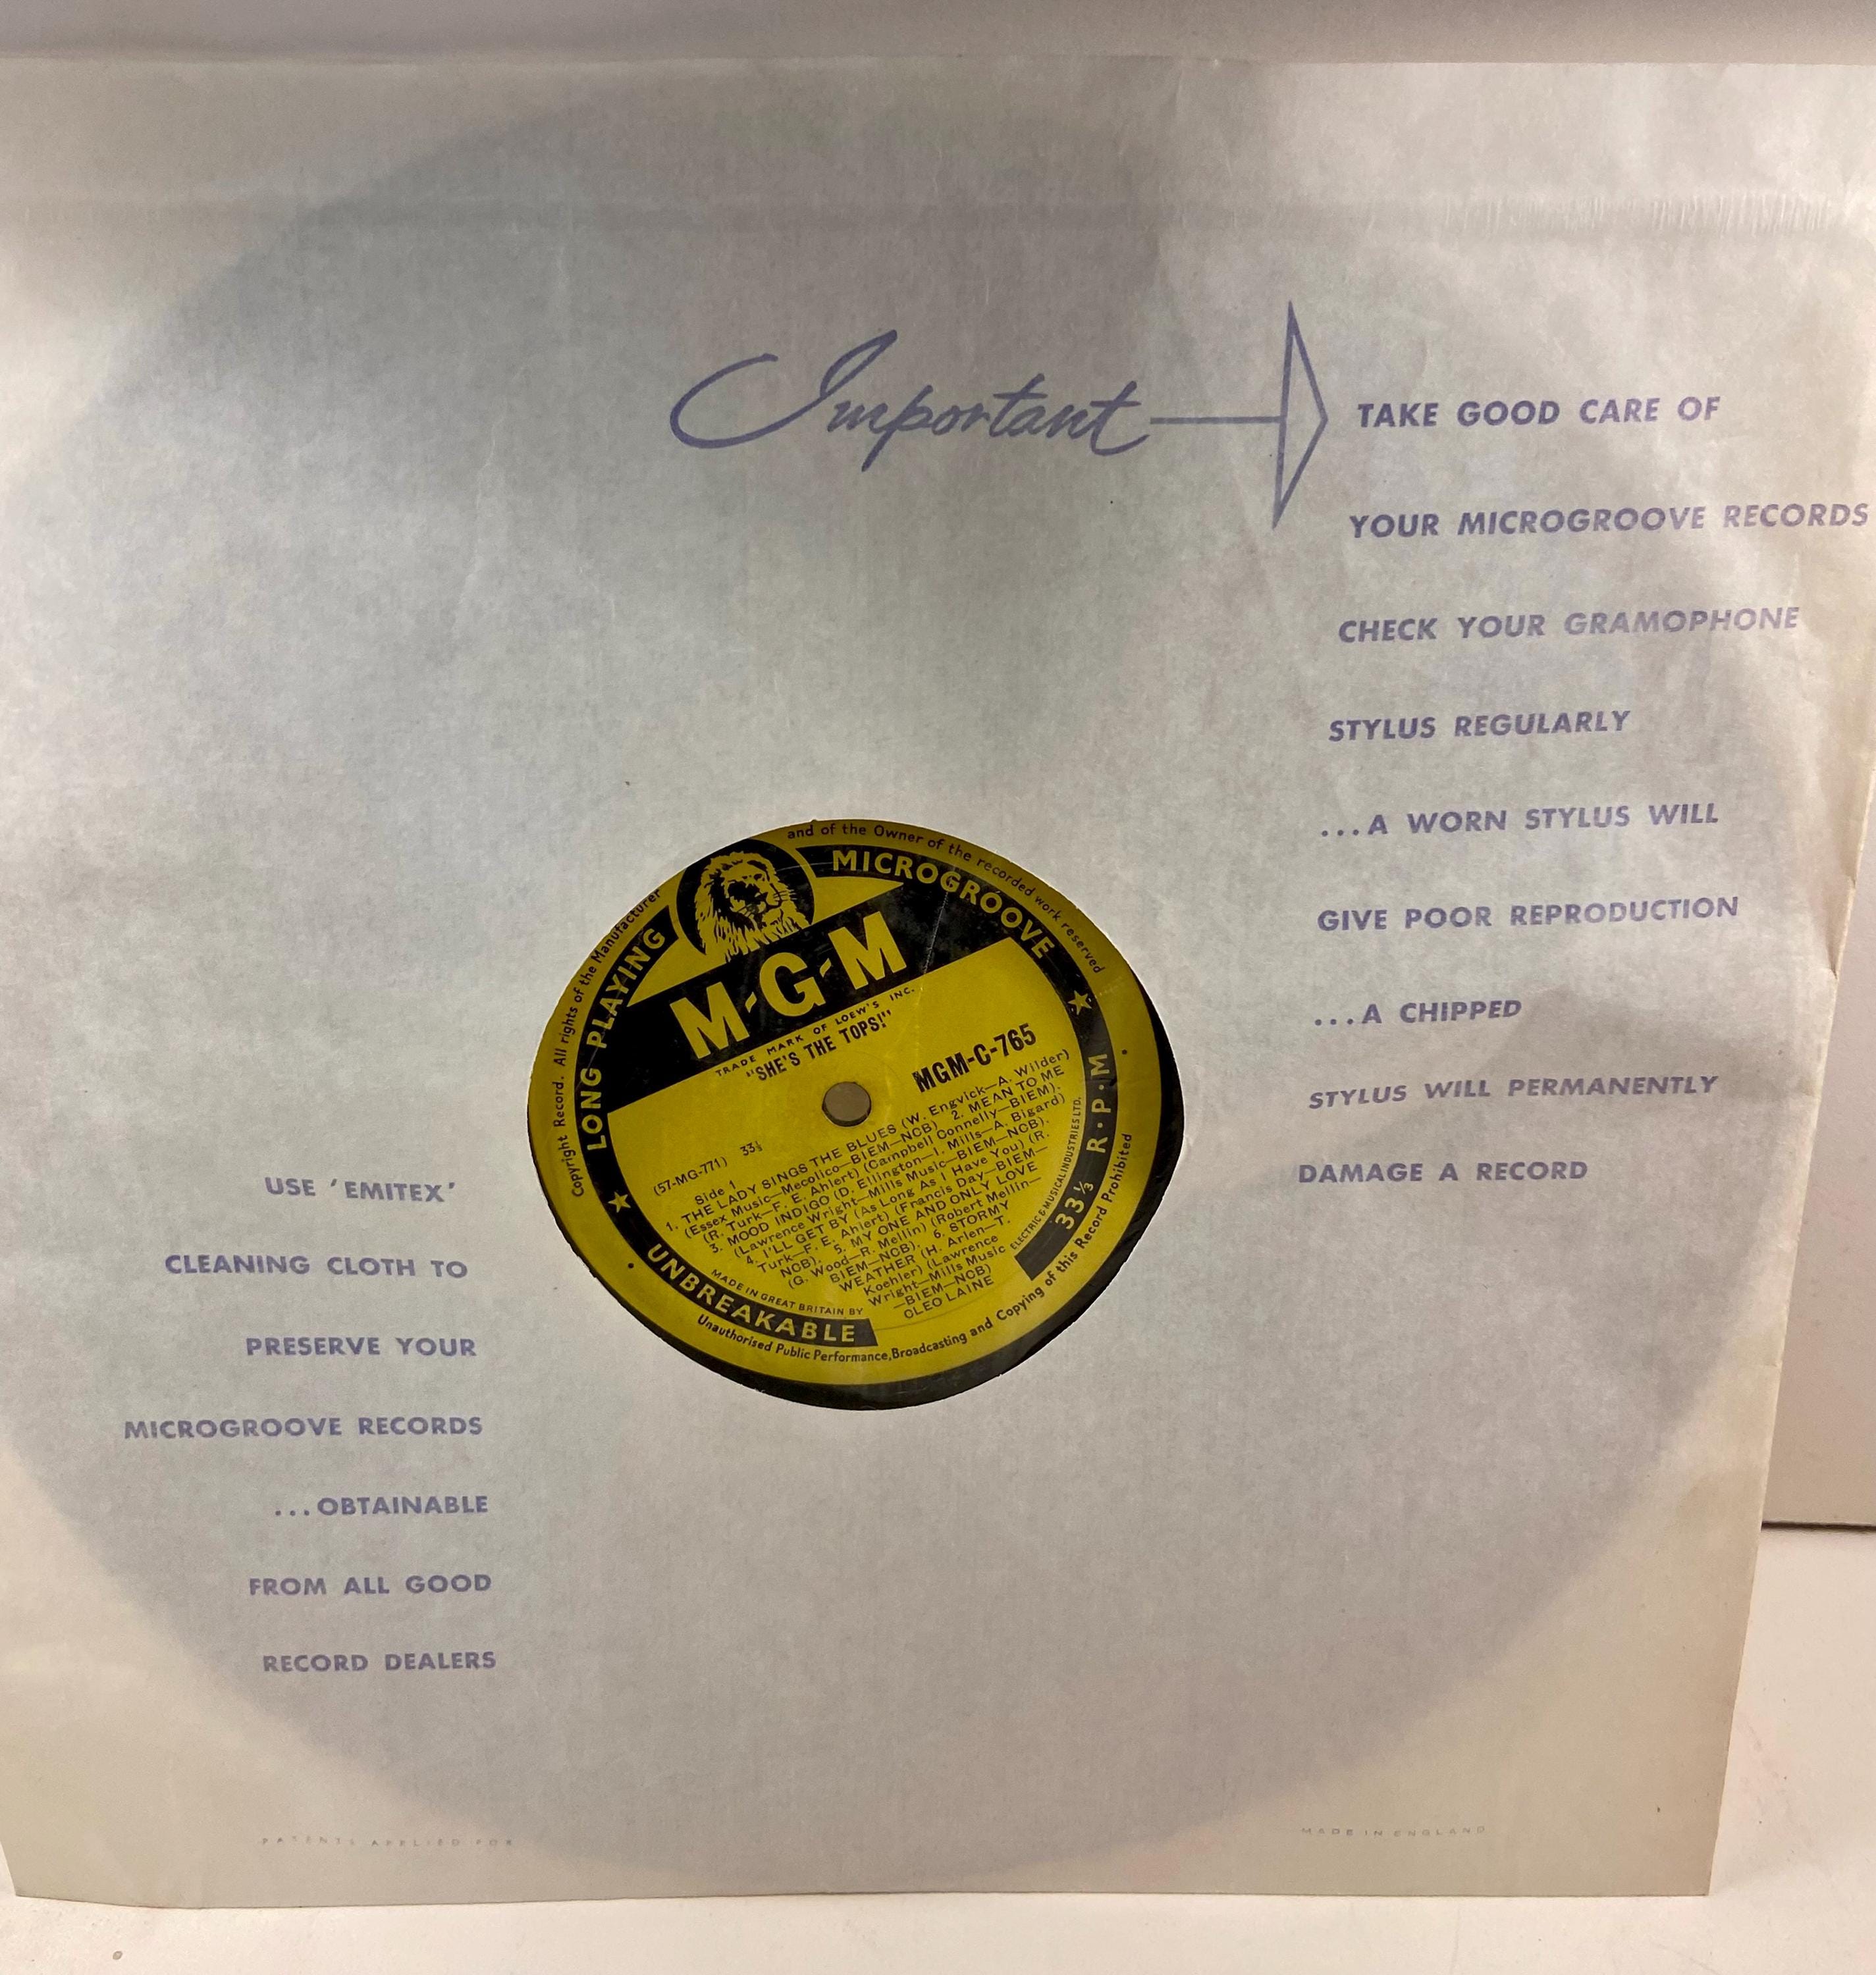 Important
TAKE GOOD CARE OF
YOUR MICROGROOVE RECORDS
CHECK YOUR GRAMOPHONE
STYLUS REGULARLY
...A WORN STYLUS WILL
GIVE POOR REPRODUCTION
...A CHIPPED
STYLUS WILL PERMANENTLY
DAMAGE A RECORD
Copyright Record. All rights of the Manufacturer
and of the Owner of the recorded work reserved
LONG PLAYING
MICROGROOVE
M-G-M
TRADE MARK OF LOEW'S INC.
"SHE'S THE TOPS!"
MGM-C-765
(57-MG-771) 33⅓
Side 1
1. THE LADY SINGS THE BLUES (W. Engvick—A. Wilder)
(Essex Music—Mecolico—BIEM—NCB) 2. MEAN TO ME
(R. Turk—F. E. Ahlert) (Campbell Connelly—BIEM).
3. MOOD INDIGO (D. Ellington—I. Mills—A. Bigard)
(Lawrence Wright—Mills Music—BIEM—NCB).
4. I'LL GET BY (As Long As I Have You) (R.
Turk—F. E. Ahlert) (Francis Day—BIEM—
NCB). 5. MY ONE AND ONLY LOVE
(G. Wood—R. Mellin) (Robert Mellin—
BIEM—NCB). 6. STORMY
WEATHER (H. Arlen—T.
Koehler) (Lawrence
Wright—Mills Music
—BIEM—NCB)
CLEO LAINE
MADE IN GREAT BRITAIN BY
ELECTRIC & MUSICAL INDUSTRIES LTD.
UNBREAKABLE
33⅓ R·P·M
Unauthorised Public Performance, Broadcasting and Copying of this Record Prohibited
USE 'EMITEX'
CLEANING CLOTH TO
PRESERVE YOUR
MICROGROOVE RECORDS
...OBTAINABLE
FROM ALL GOOD
RECORD DEALERS
PATENTS APPLIED FOR
MADE IN ENGLAND